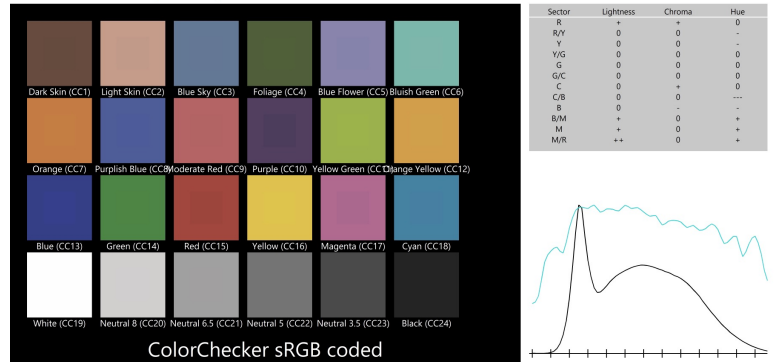 Dark Skin (CC1) Light Skin (CC2) Blue Sky (CC3) Foliage (CC4) Blue Flower (CC5) Bluish Green (CC6)
Orange (CC7) Purplish Blue (CC8) Moderate Red (CC9) Purple (CC10) Yellow Green (CC11) Orange Yellow (CC12)
Blue (CC13) Green (CC14) Red (CC15) Yellow (CC16) Magenta (CC17) Cyan (CC18)
White (CC19) Neutral 8 (CC20) Neutral 6.5 (CC21) Neutral 5 (CC22) Neutral 3.5 (CC23) Black (CC24)
ColorChecker sRGB coded
Sector Lightness Chroma Hue
R + + 0
R/Y 0 0 -
Y 0 0 -
Y/G 0 0 0
G 0 0 0
G/C 0 0 0
C 0 + 0
C/B 0 0 ---
B 0 - -
B/M + 0 +
M + 0 +
M/R ++ 0 +